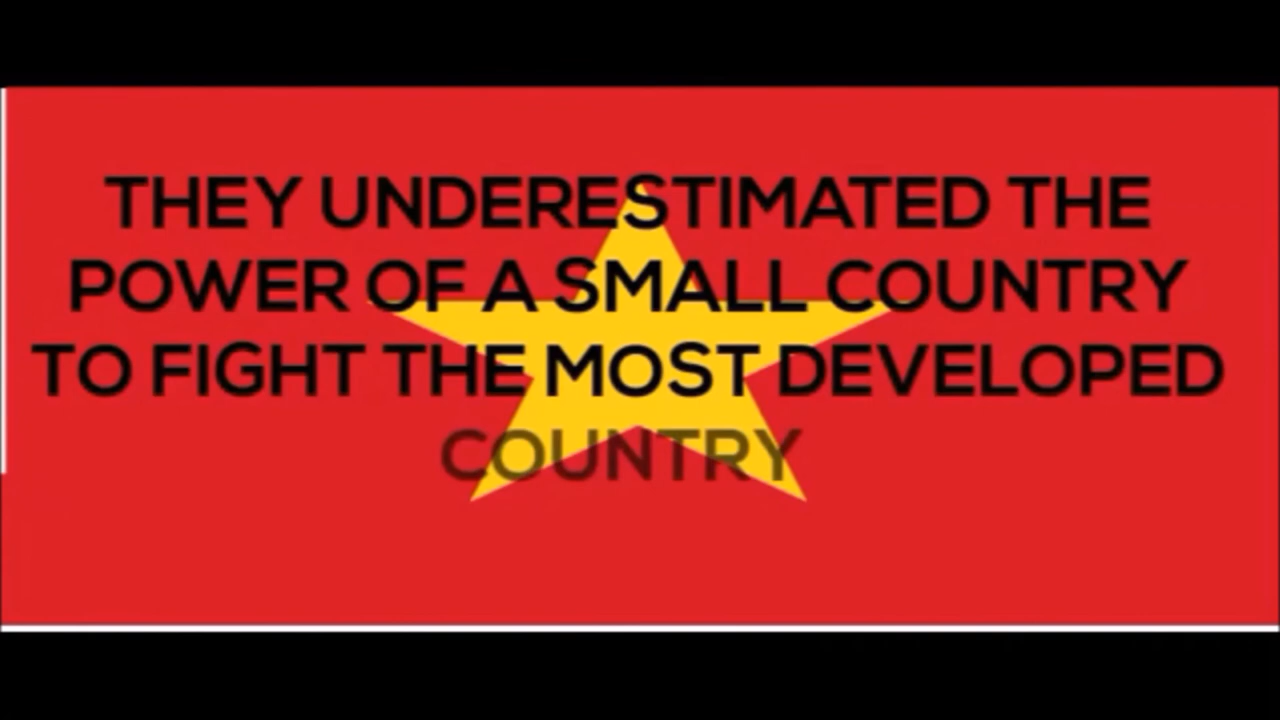 THEY UNDERESTIMATED THE
POWER OF A SMALL COUNTRY
TO FIGHT THE MOST DEVELOPED
COUNTRY